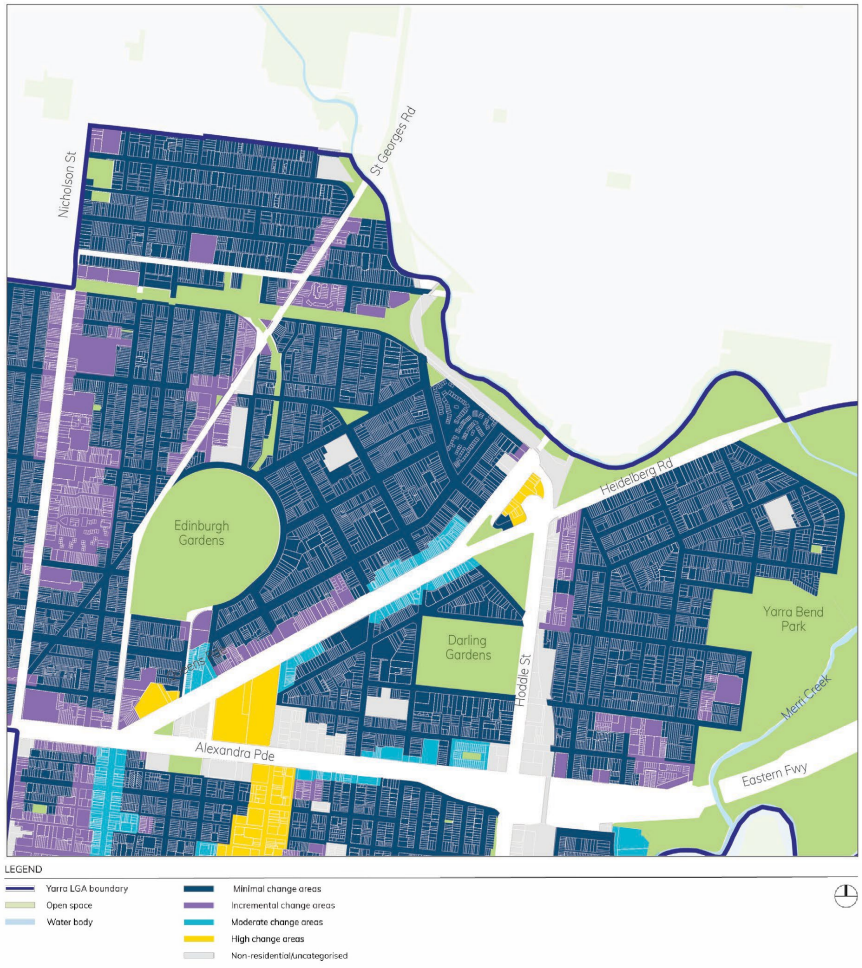 St Georges Rd
Nicholson St
Heidelberg Rd
Edinburgh
Gardens
Yarra Bend
Park
Darling
Gardens
Hoddle St
Merri Creek
Alexandra Pde
Eastern Fwy
LEGEND
Yarra LGA boundary
Open space
Water body
Minimal change areas
Incremental change areas
Moderate change areas
High change areas
Non-residential/uncategorised